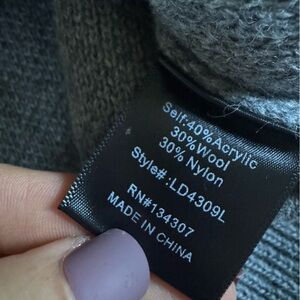 Self:40%Acrylic
30%Wool
30% Nylon
Style#:LD4309L
RN#134307
MADE IN CHINA